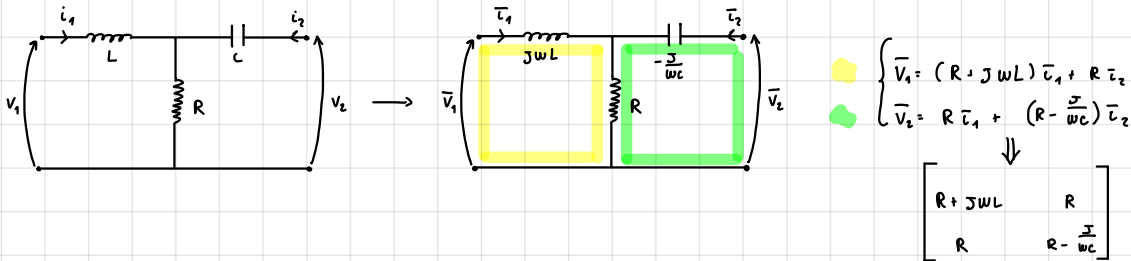 i₁
i₂
L
C
R
V₁
V₂
ī₁
ī₂
JωL
-J/ωC
R
V̄₁
V̄₂
V̄₁ = (R + JωL) ī₁ + R ī₂
V̄₂ = R ī₁ + (R - J/ωC) ī₂
R + JωL R
R R - J/ωC